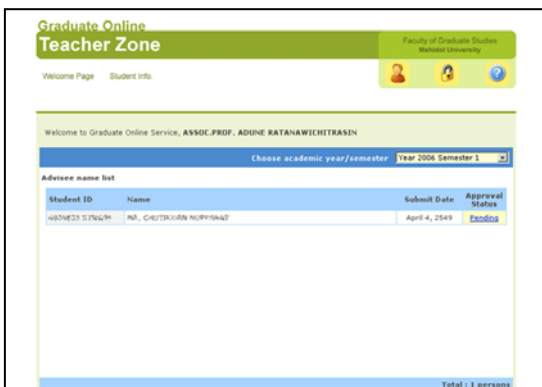 Graduate Online
Teacher Zone
Faculty of Graduate Studies
Mahidol University
Welcome Page Student Info.
Welcome to Graduate Online Service, ASSOC.PROF. ADUNE RATANAWICHITRASIN
Choose academic year/semester Year 2006 Semester 1
Advisee name list
Student ID Name Submit Date Approval Status
April 4, 2549 Pending
Total : 1 persons